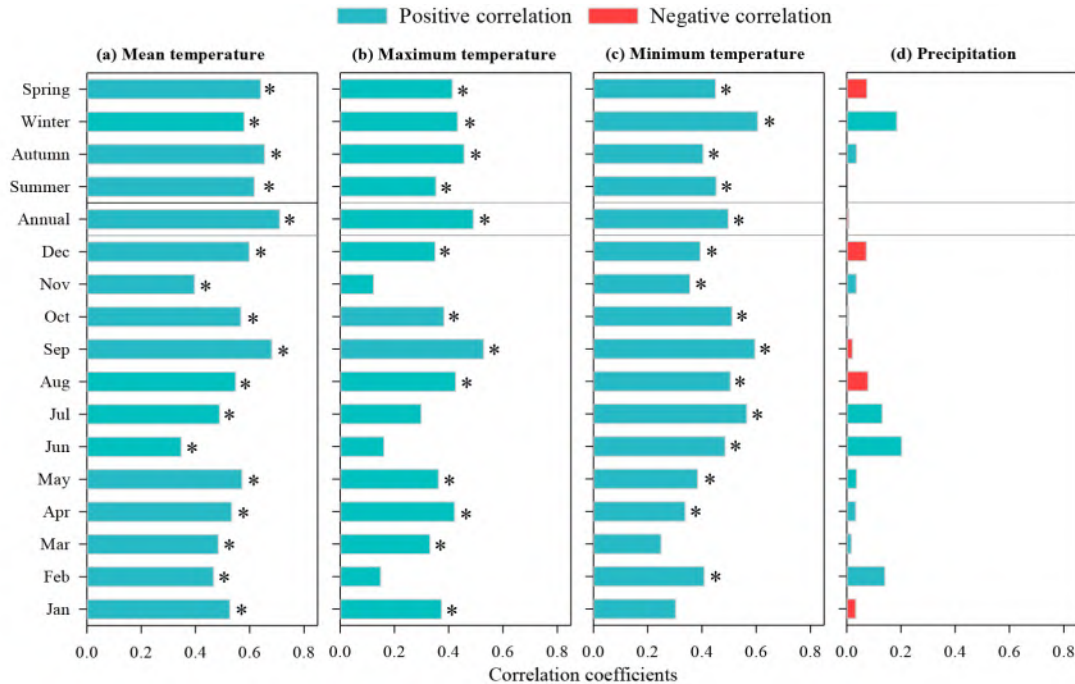 Positive correlation Negative correlation
(a) Mean temperature (b) Maximum temperature (c) Minimum temperature (d) Precipitation
Spring * * *
Winter * * *
Autumn * * *
Summer * * *
Annual * * *
Dec * * *
Nov * *
Oct * * *
Sep * * *
Aug * * *
Jul * *
Jun * *
May * * *
Apr * * *
Mar * *
Feb * *
Jan * *
0.0 0.2 0.4 0.6 0.8 0.0 0.2 0.4 0.6 0.8 0.0 0.2 0.4 0.6 0.8 0.0 0.2 0.4 0.6 0.8
Correlation coefficients